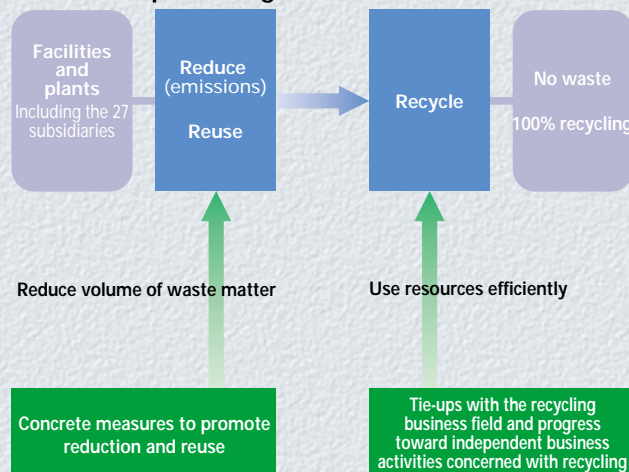 Facilities
and
plants
Including the 27
subsidiaries
Reduce
(emissions)
Reuse
Recycle
No waste
100% recycling
Reduce volume of waste matter
Use resources efficiently
Concrete measures to promote
reduction and reuse
Tie-ups with the recycling
business field and progress
toward independent business
activities concerned with recycling